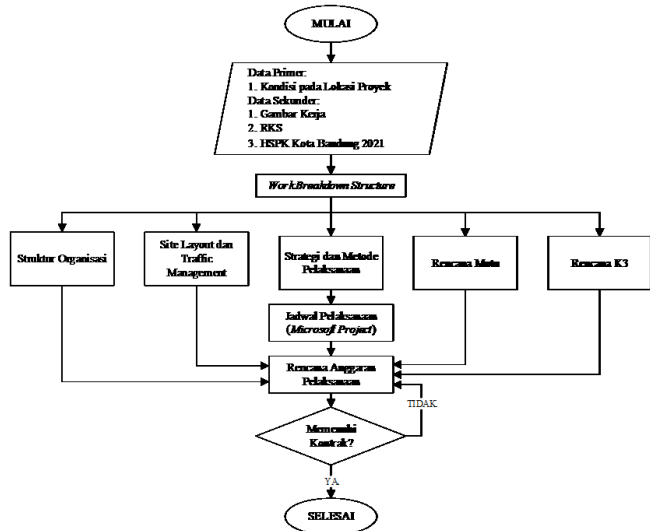 MULAI
Data Primer:
1. Kondisi pada Lokasi Proyek
Data Sekunder:
1. Gambar Kerja
2. RKS
3. HSPK Kota Bandung 2021
Work Breakdown Structure
Struktur Organisasi
Site Layout dan
Traffic
Management
Strategi dan Metode
Pelaksanaan
Rencana Mutu
Rencana K3
Jadwal Pelaksanaan
(Microsoft Project)
Rencana Anggaran
Pelaksanaan
TIDAK
Memenuhi
Kontrak?
YA
SELESAI